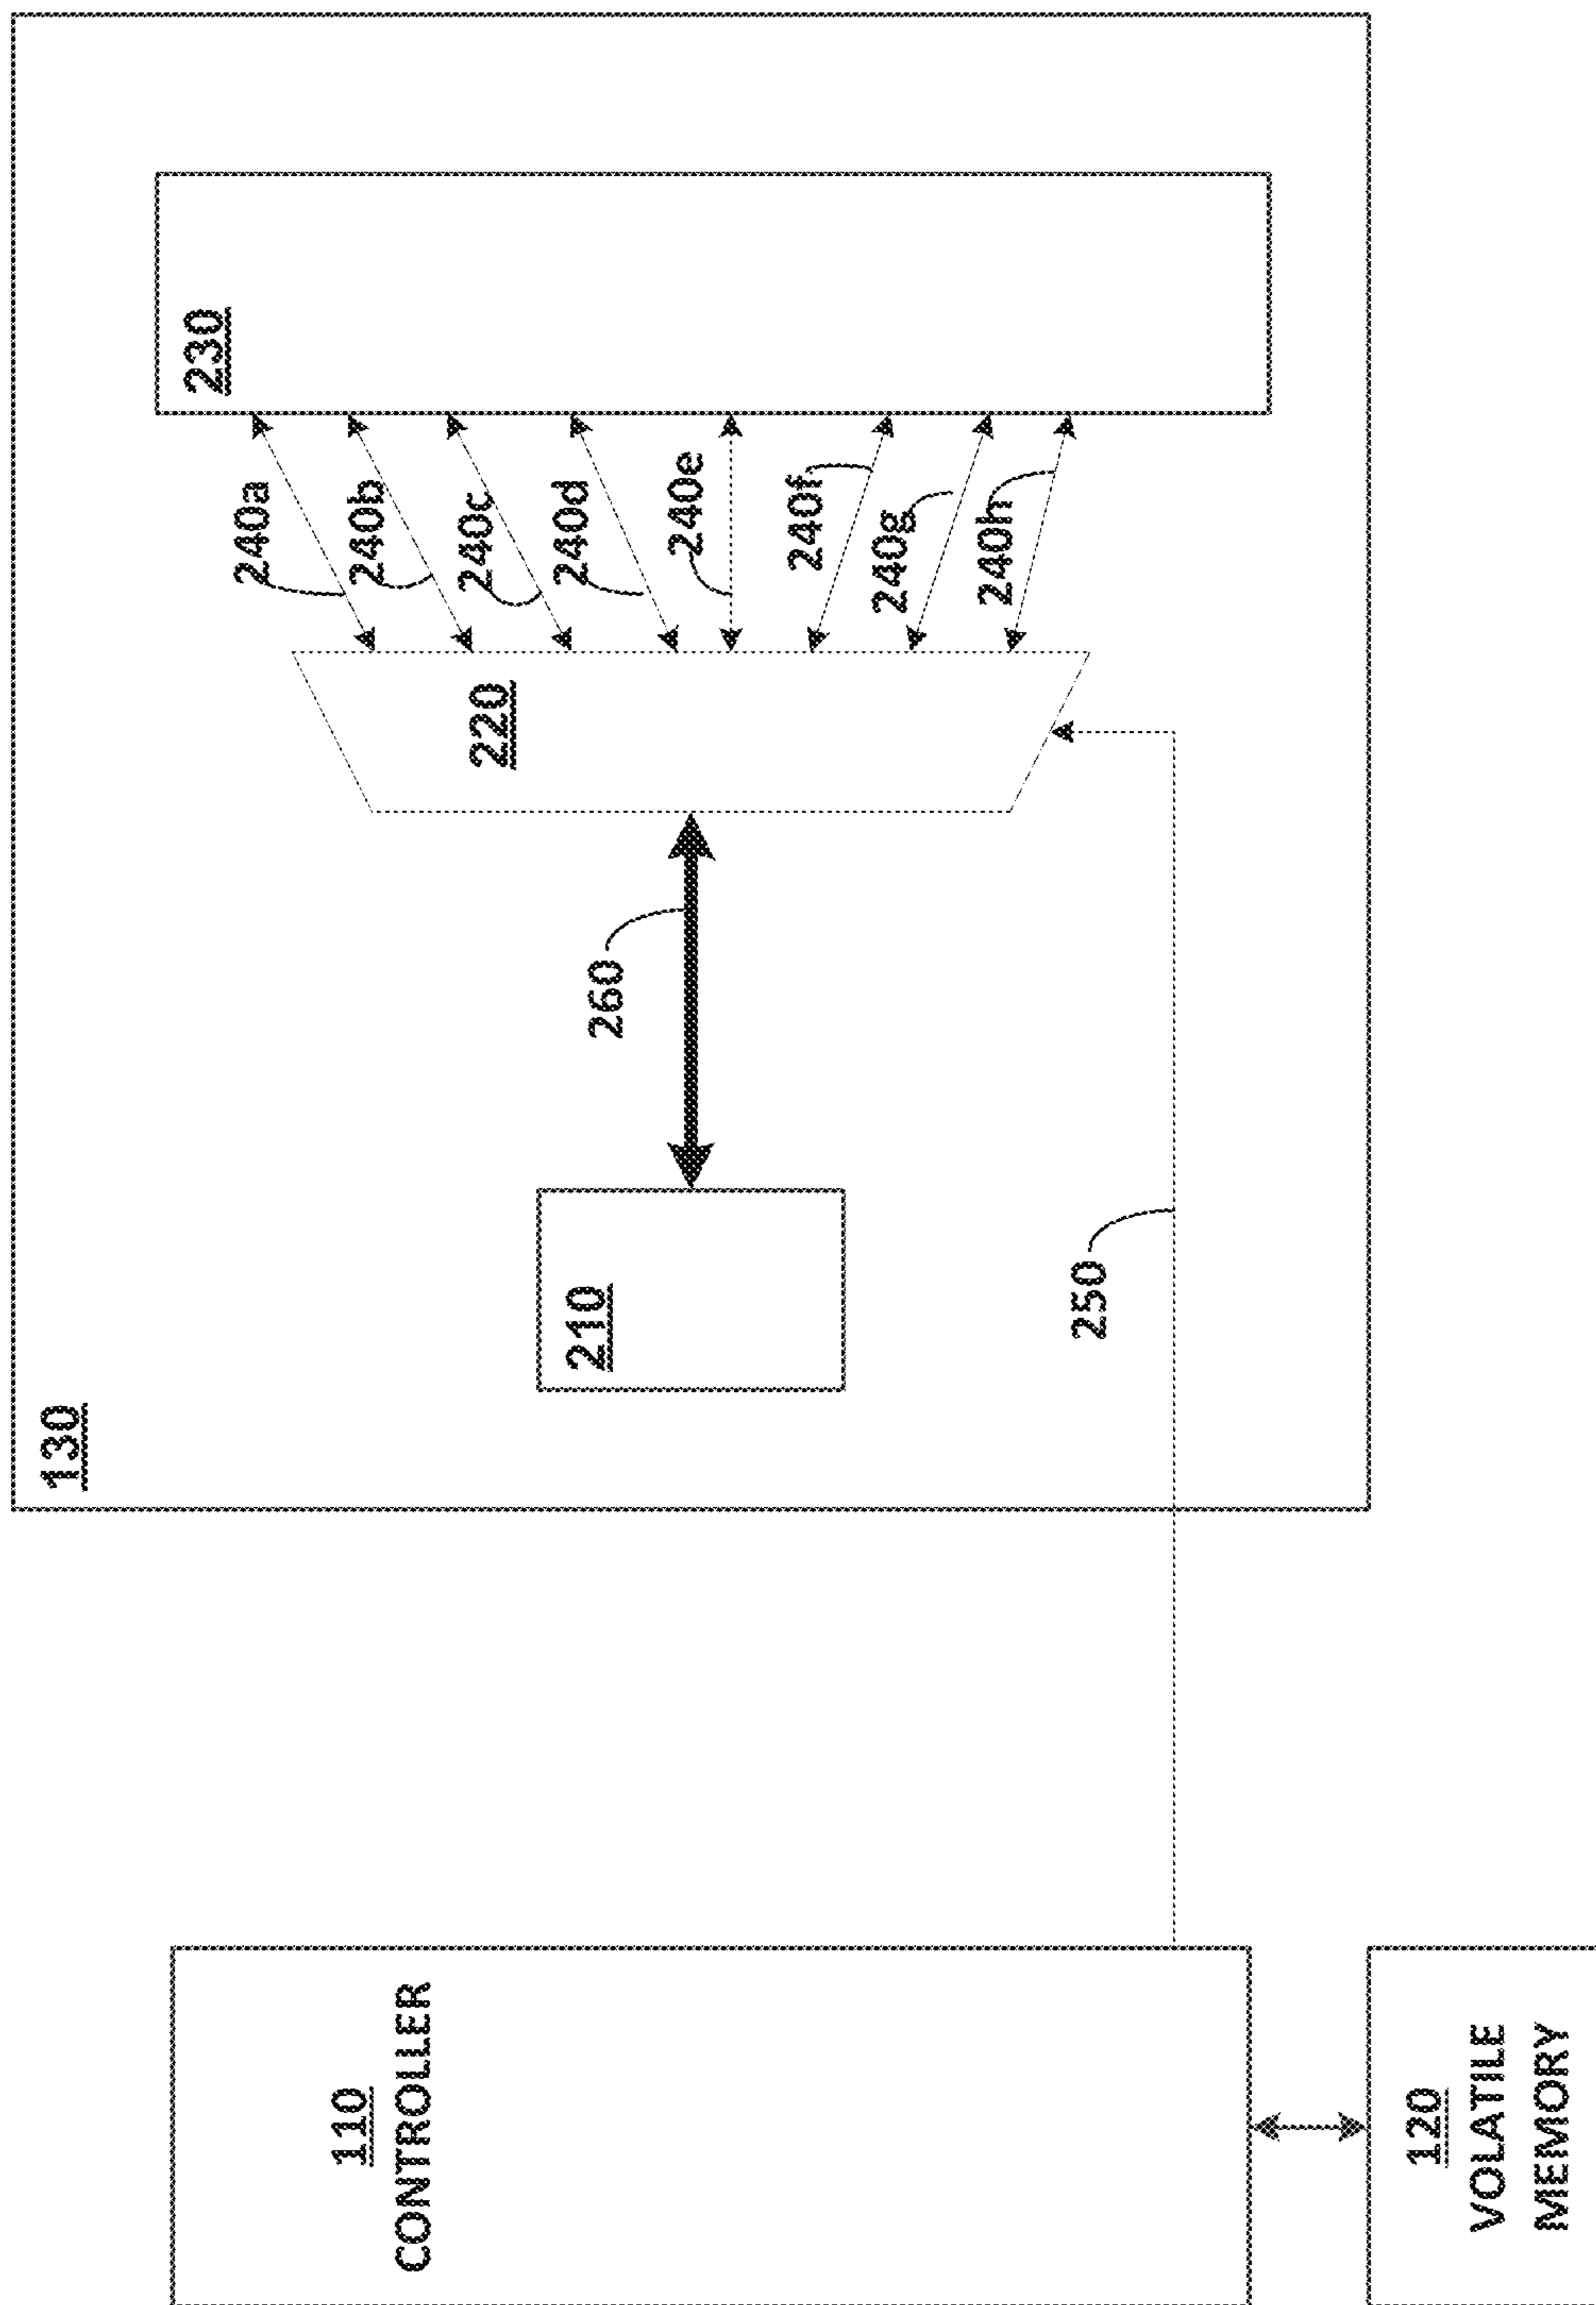 130
230
240a
240b
240c
240d
240e
240f
240g
240h
220
260
210
250
110
CONTROLLER
120
VOLATILE
MEMORY